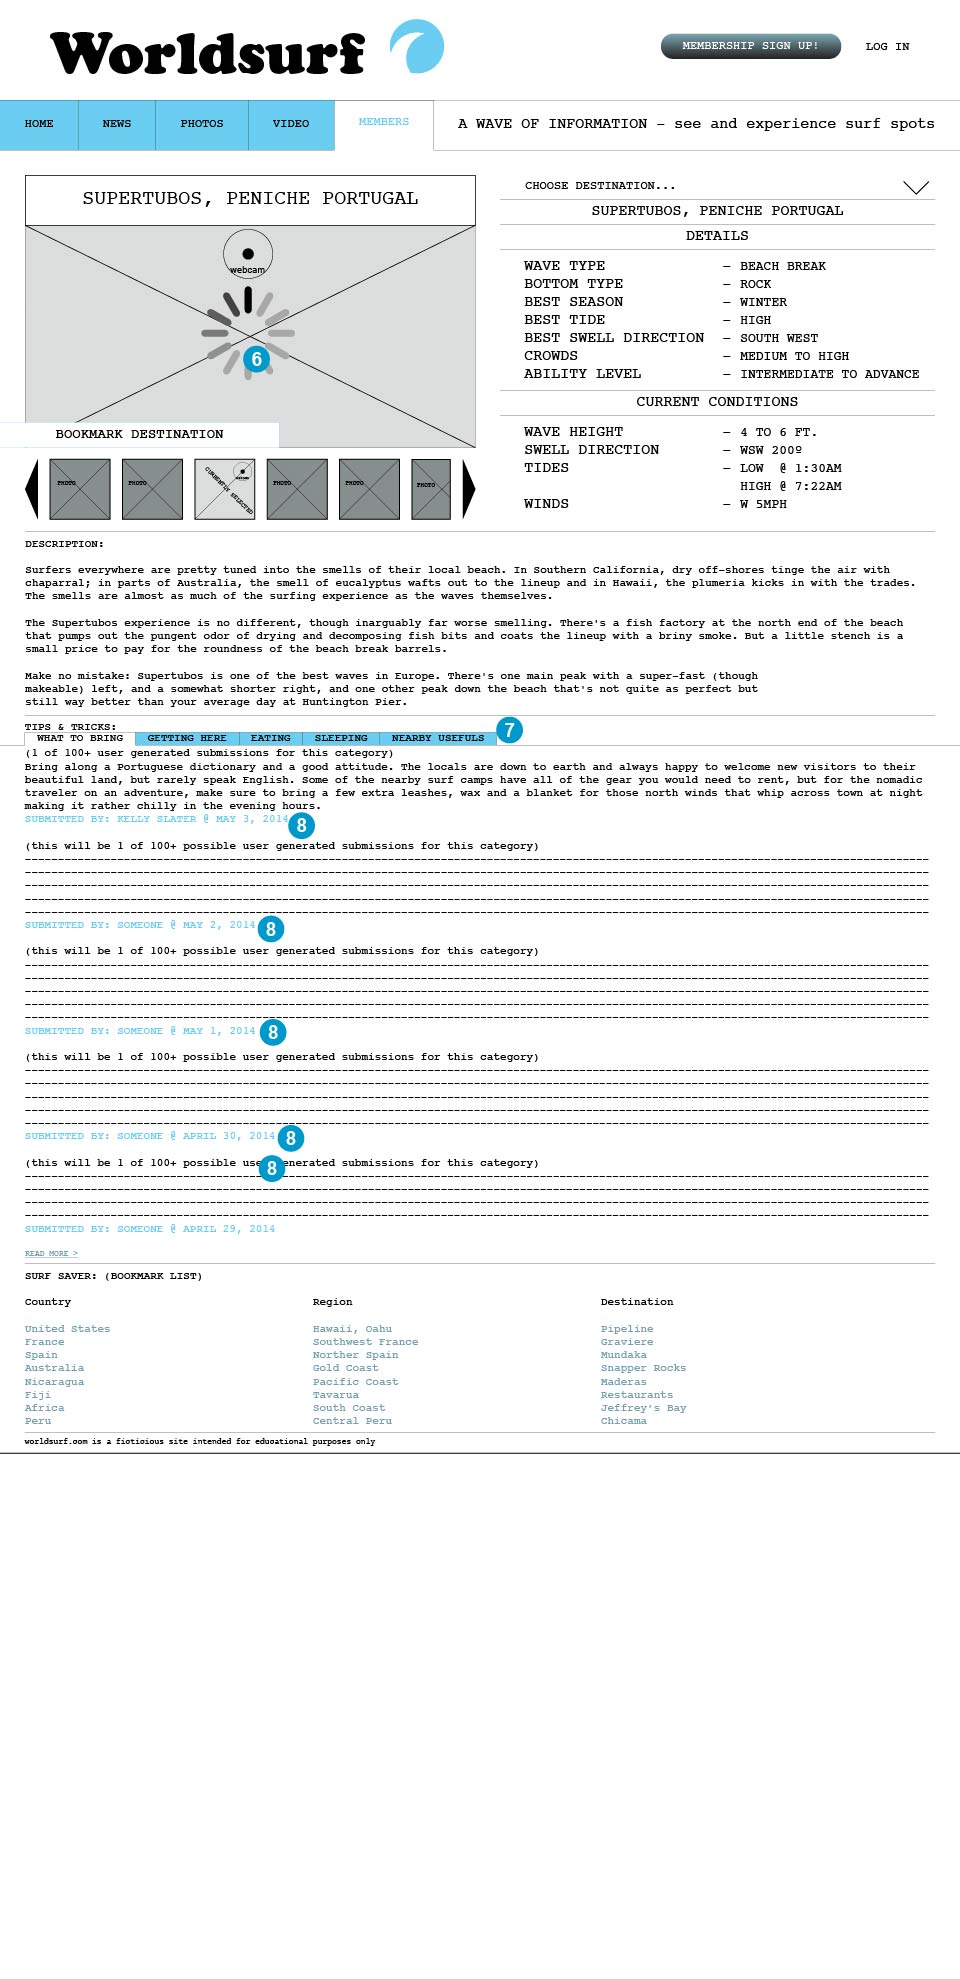 Worldsurf
MEMBERSHIP SIGN UP!
LOG IN
HOME
NEWS
PHOTOS
VIDEO
MEMBERS
A WAVE OF INFORMATION – see and experience surf spots
SUPERTUBOS, PENICHE PORTUGAL
webcam
6
BOOKMARK DESTINATION
PHOTO
PHOTO
CURRENTLY SELECTED
PHOTO
PHOTO
PHOTO
CHOOSE DESTINATION...
SUPERTUBOS, PENICHE PORTUGAL
DETAILS
WAVE TYPE – BEACH BREAK
BOTTOM TYPE – ROCK
BEST SEASON – WINTER
BEST TIDE – HIGH
BEST SWELL DIRECTION – SOUTH WEST
CROWDS – MEDIUM TO HIGH
ABILITY LEVEL – INTERMEDIATE TO ADVANCE
CURRENT CONDITIONS
WAVE HEIGHT – 4 TO 6 FT.
SWELL DIRECTION – WSW 200º
TIDES – LOW @ 1:30AM
HIGH @ 7:22AM
WINDS – W 5MPH
DESCRIPTION:
Surfers everywhere are pretty tuned into the smells of their local beach. In Southern California, dry off-shores tinge the air with
chaparral; in parts of Australia, the smell of eucalyptus wafts out to the lineup and in Hawaii, the plumeria kicks in with the trades.
The smells are almost as much of the surfing experience as the waves themselves.
The Supertubos experience is no different, though inarguably far worse smelling. There's a fish factory at the north end of the beach
that pumps out the pungent odor of drying and decomposing fish bits and coats the lineup with a briny smoke. But a little stench is a
small price to pay for the roundness of the beach break barrels.
Make no mistake: Supertubos is one of the best waves in Europe. There's one main peak with a super-fast (though
makeable) left, and a somewhat shorter right, and one other peak down the beach that's not quite as perfect but
still way better than your average day at Huntington Pier.
TIPS & TRICKS:
7
WHAT TO BRING
GETTING HERE
EATING
SLEEPING
NEARBY USEFULS
(1 of 100+ user generated submissions for this category)
Bring along a Portuguese dictionary and a good attitude. The locals are down to earth and always happy to welcome new visitors to their
beautiful land, but rarely speak English. Some of the nearby surf camps have all of the gear you would need to rent, but for the nomadic
traveler on an adventure, make sure to bring a few extra leashes, wax and a blanket for those north winds that whip across town at night
making it rather chilly in the evening hours.
SUBMITTED BY: KELLY SLATER @ MAY 3, 2014
8
(this will be 1 of 100+ possible user generated submissions for this category)
SUBMITTED BY: SOMEONE @ MAY 2, 2014
8
(this will be 1 of 100+ possible user generated submissions for this category)
SUBMITTED BY: SOMEONE @ MAY 1, 2014
8
(this will be 1 of 100+ possible user generated submissions for this category)
SUBMITTED BY: SOMEONE @ APRIL 30, 2014
8
(this will be 1 of 100+ possible user generated submissions for this category)
8
SUBMITTED BY: SOMEONE @ APRIL 29, 2014
READ MORE >
SURF SAVER: (BOOKMARK LIST)
Country Region Destination
United States Hawaii, Oahu Pipeline
France Southwest France Graviere
Spain Norther Spain Mundaka
Australia Gold Coast Snapper Rocks
Nicaragua Pacific Coast Maderas
Fiji Tavarua Restaurants
Africa South Coast Jeffrey's Bay
Peru Central Peru Chicama
worldsurf.com is a ficticious site intended for educational purposes only